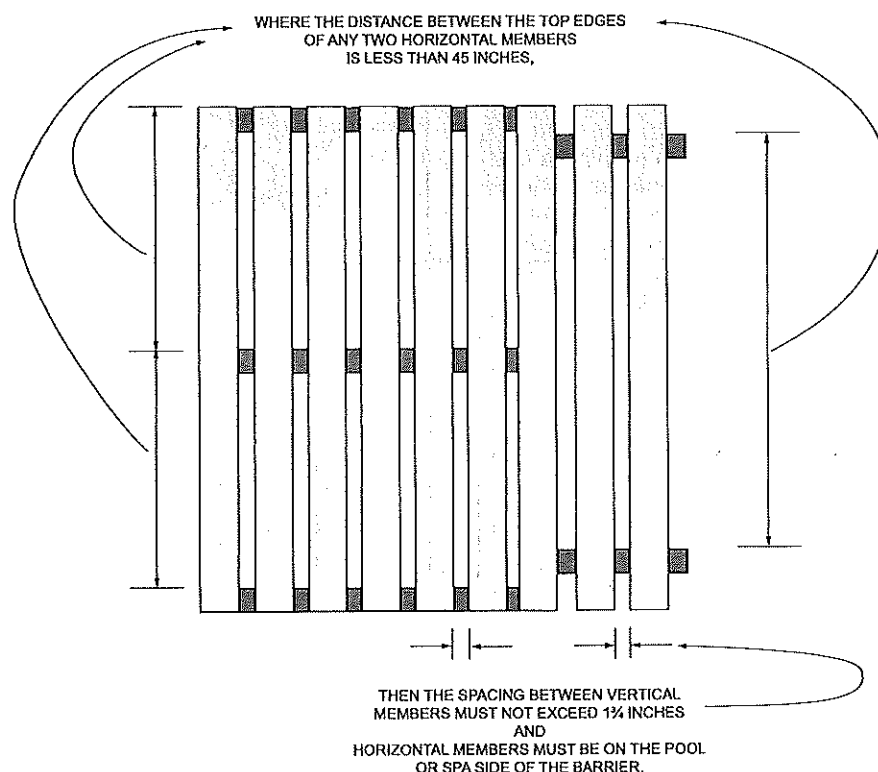 WHERE THE DISTANCE BETWEEN THE TOP EDGES
OF ANY TWO HORIZONTAL MEMBERS
IS LESS THAN 45 INCHES,
THEN THE SPACING BETWEEN VERTICAL
MEMBERS MUST NOT EXCEED 1¾ INCHES
AND
HORIZONTAL MEMBERS MUST BE ON THE POOL
OR SPA SIDE OF THE BARRIER.